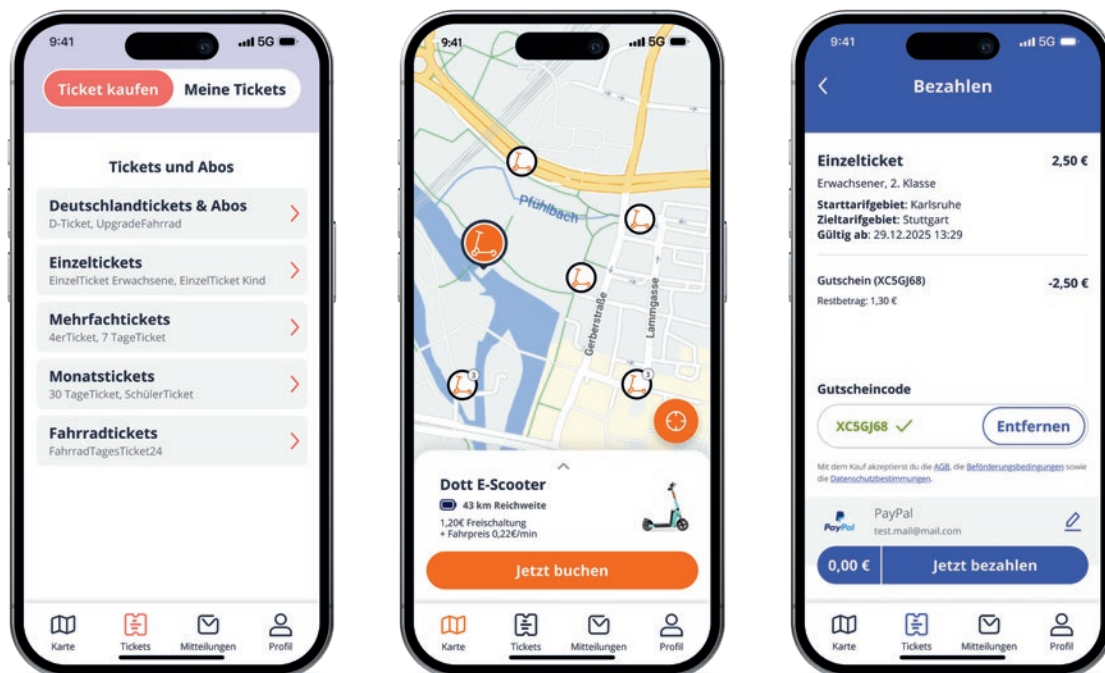 9:41
5G
Ticket kaufen
Meine Tickets
Tickets und Abos
Deutschlandtickets & Abos
D-Ticket, UpgradeFahrrad
Einzeltickets
EinzelTicket Erwachsene, EinzelTicket Kind
Mehrfachtickets
4erTicket, 7 TageTicket
Monatstickets
30 TageTicket, SchülerTicket
Fahrradtickets
FahrradTagesTicket24
Karte
Tickets
Mitteilungen
Profil
9:41
5G
Pfühlbach
Gerberstraße
Lammgasse
3
3
Dott E-Scooter
43 km Reichweite
1,20€ Freischaltung
+ Fahrpreis 0,22€/min
Jetzt buchen
Karte
Tickets
Mitteilungen
Profil
9:41
5G
Bezahlen
Einzelticket 2,50 €
Erwachsener, 2. Klasse
Starttarifgebiet: Karlsruhe
Zieltarifgebiet: Stuttgart
Gültig ab: 29.12.2025 13:29
Gutschein (XC5GJ68) -2,50 €
Restbetrag: 1,30 €
Gutscheincode
XC5GJ68
Entfernen
Mit dem Kauf akzeptierst du die AGB, die Beförderungsbedingungen sowie
die Datenschutzbestimmungen.
PayPal
PayPal
test.mail@mail.com
0,00 €
Jetzt bezahlen
Karte
Tickets
Mitteilungen
Profil